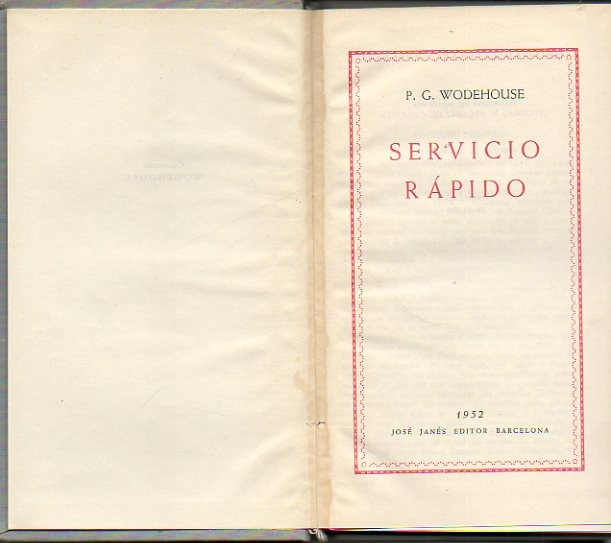 P. G. WODEHOUSE
SERVICIO
RÁPIDO
1952
JOSÉ JANÉS EDITOR BARCELONA